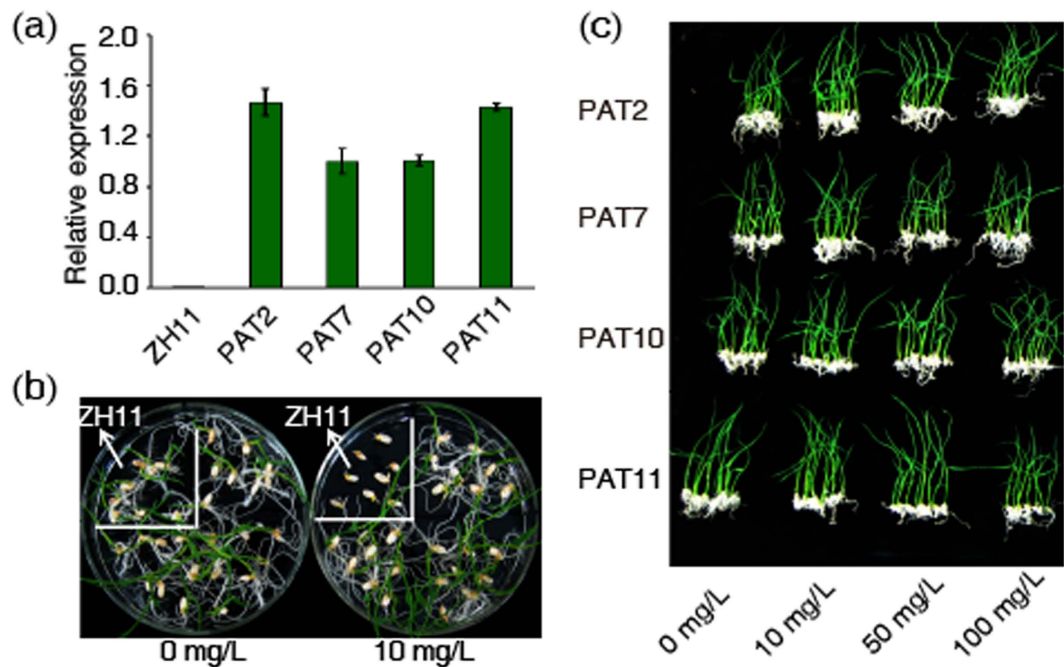 (a)
Relative expression
2.0
1.6
1.2
0.8
0.4
0.0
ZH11
PAT2
PAT7
PAT10
PAT11
(b)
ZH11
ZH11
0 mg/L
10 mg/L
(c)
PAT2
PAT7
PAT10
PAT11
0 mg/L
10 mg/L
50 mg/L
100 mg/L